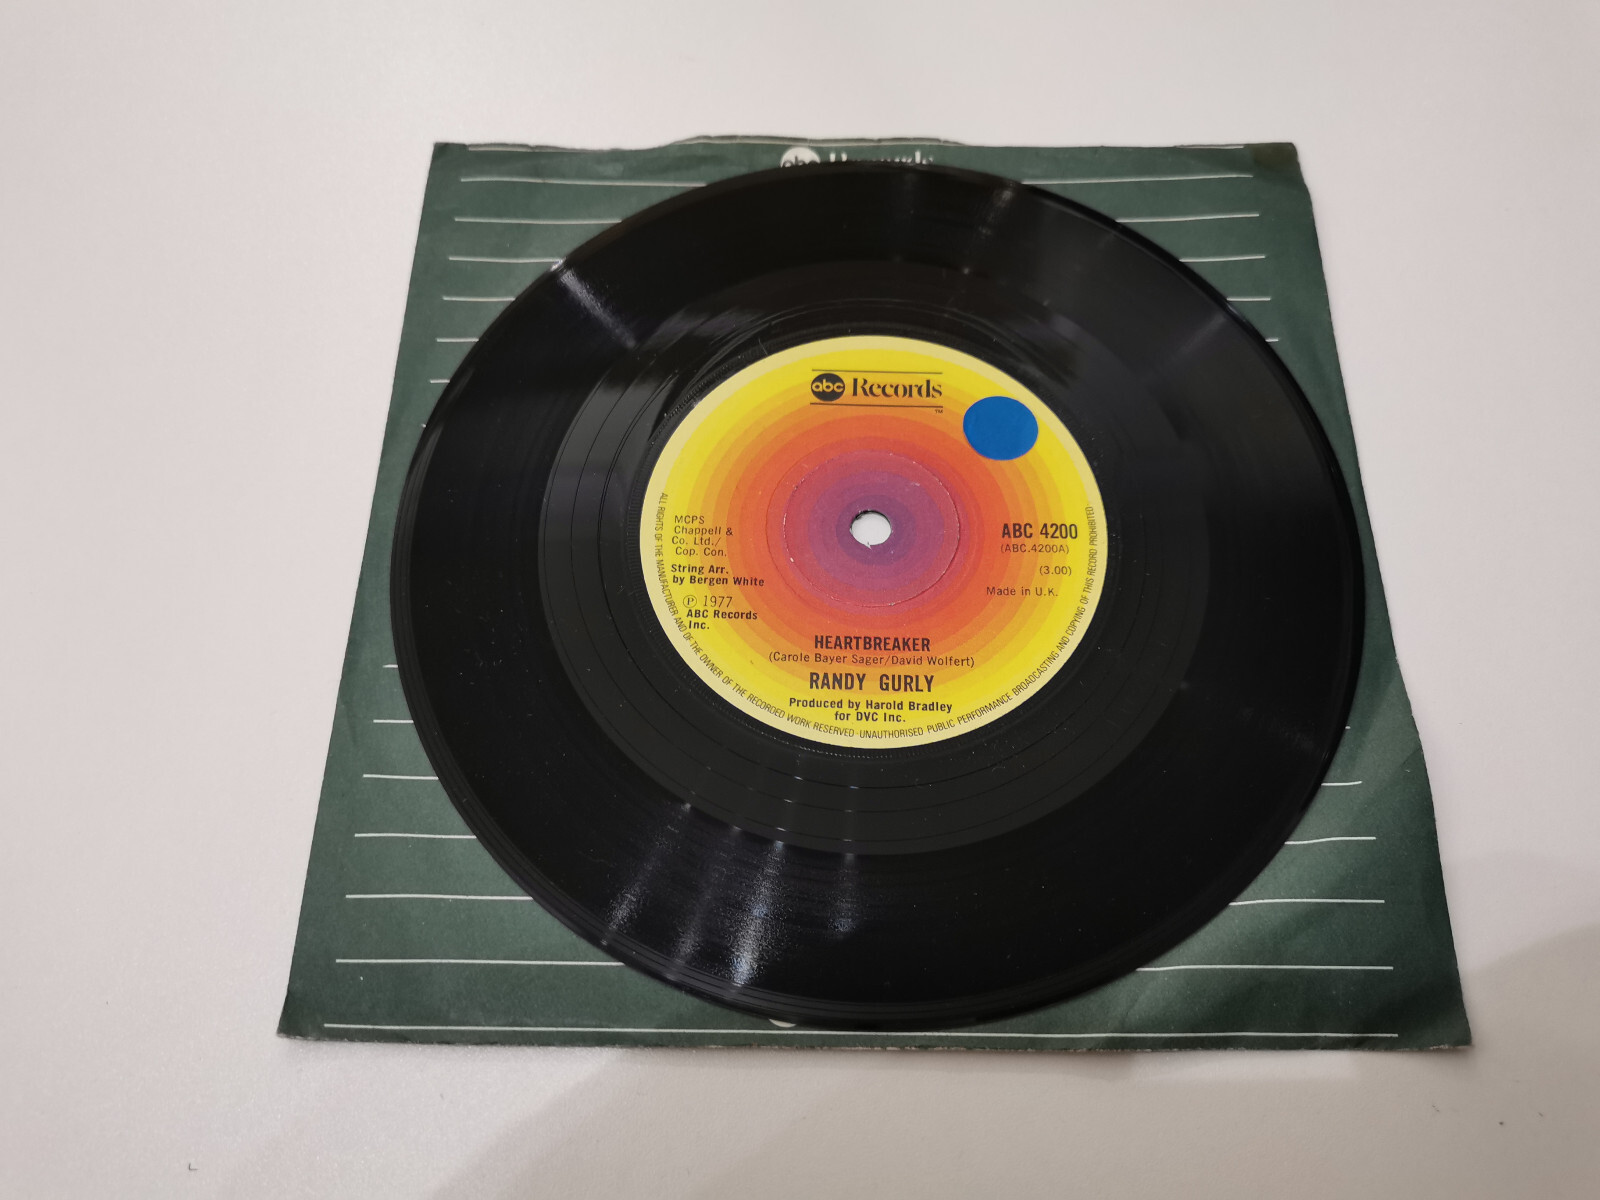 abc Records
abc Records
TM
MCPS
Chappell &
Co. Ltd./
Cop. Con.
String Arr.
by Bergen White
℗ 1977
ABC Records
Inc.
ABC 4200
(ABC.4200A)
(3.00)
Made in U.K.
HEARTBREAKER
(Carole Bayer Sager/David Wolfert)
RANDY GURLY
Produced by Harold Bradley
for DVC Inc.
ALL RIGHTS OF THE MANUFACTURER AND OF THE OWNER OF THE RECORDED WORK RESERVED · UNAUTHORISED PUBLIC PERFORMANCE BROADCASTING AND COPYING OF THIS RECORD PROHIBITED